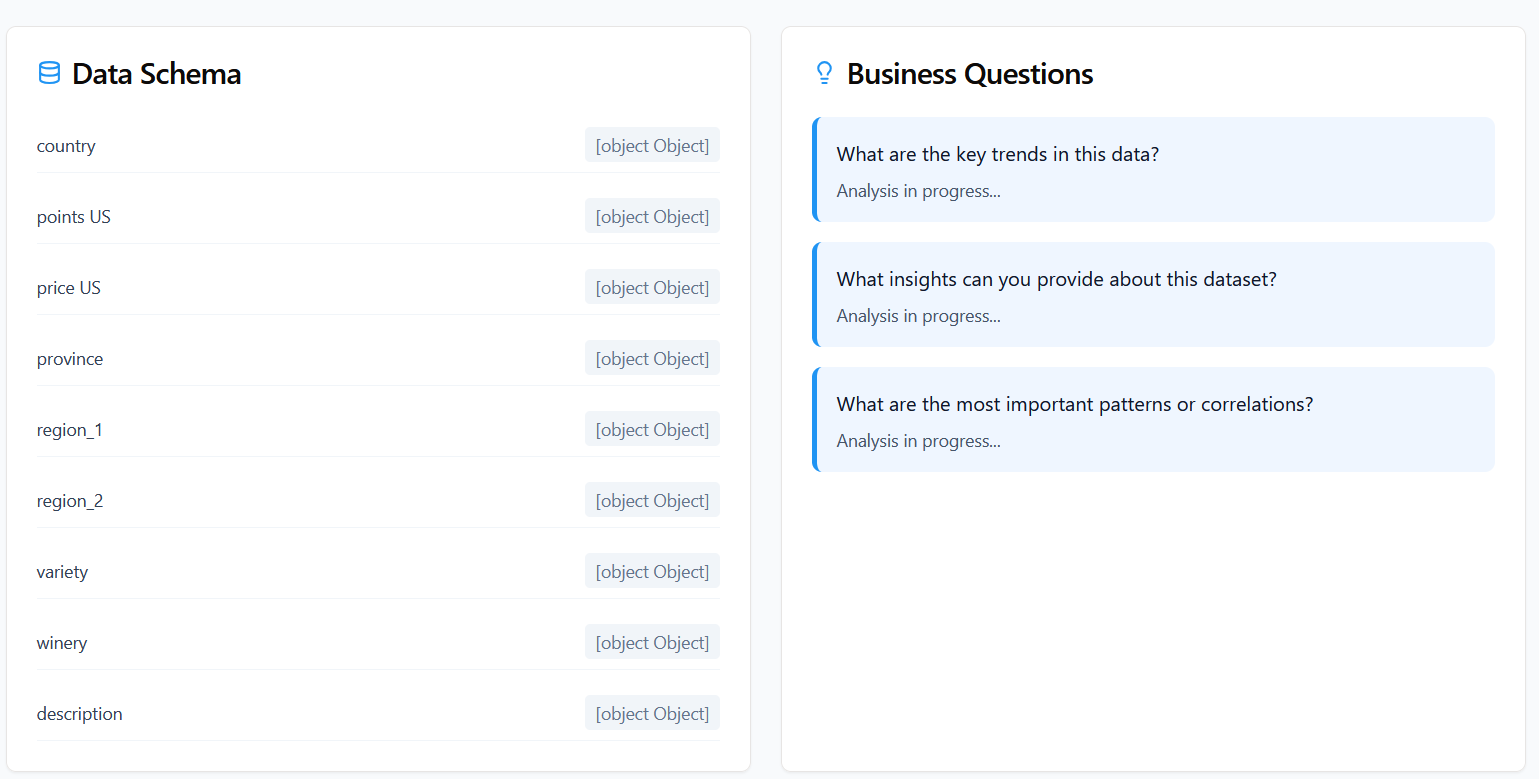 Data Schema
country [object Object]
points US [object Object]
price US [object Object]
province [object Object]
region_1 [object Object]
region_2 [object Object]
variety [object Object]
winery [object Object]
description [object Object]
Business Questions
What are the key trends in this data?
Analysis in progress...
What insights can you provide about this dataset?
Analysis in progress...
What are the most important patterns or correlations?
Analysis in progress...